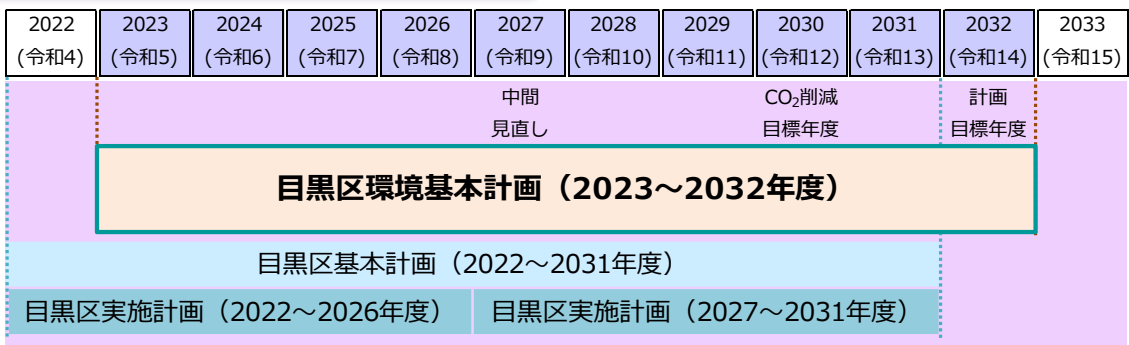 2022 2023 2024 2025 2026 2027 2028 2029 2030 2031 2032 2033
(令和4) (令和5) (令和6) (令和7) (令和8) (令和9) (令和10) (令和11) (令和12) (令和13) (令和14) (令和15)
中間 CO₂削減 計画
見直し 目標年度 目標年度
目黒区環境基本計画（2023～2032年度）
目黒区基本計画（2022～2031年度）
目黒区実施計画（2022～2026年度） 目黒区実施計画（2027～2031年度）